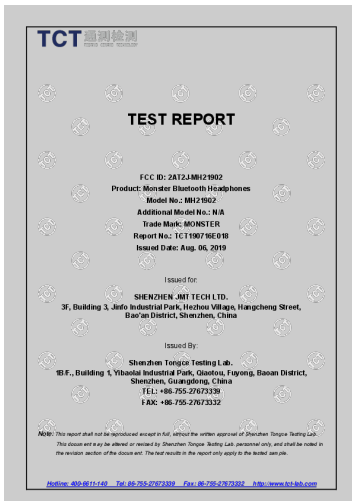 TCT 通测检测
TESTING CENTRE TECHNOLOGY
TEST REPORT
FCC ID: 2AT2J-MH21902
Product: Monster Bluetooth Headphones
Model No.: MH21902
Additional Model No.: N/A
Trade Mark: MONSTER
Report No.: TCT190716E018
Issued Date: Aug. 06, 2019
Issued for:
SHENZHEN JMT TECH LTD.
3F, Building 3, Jinfo Industrial Park, Hezhou Village, Hangcheng Street,
Bao'an District, Shenzhen, China
Issued By:
Shenzhen Tongce Testing Lab.
1B/F., Building 1, Yibaolai Industrial Park, Qiaotou, Fuyong, Baoan District,
Shenzhen, Guangdong, China
TEL: +86-755-27673339
FAX: +86-755-27673332
Note: This report shall not be reproduced except in full, without the written approval of Shenzhen Tongce Testing Lab.
This document may be altered or revised by Shenzhen Tongce Testing Lab. personnel only, and shall be noted in
the revision section of the document. The test results in the report only apply to the tested sample.
Hotline: 400-6611-140 Tel: 86-755-27673339 Fax: 86-755-27673332 http://www.tct-lab.com